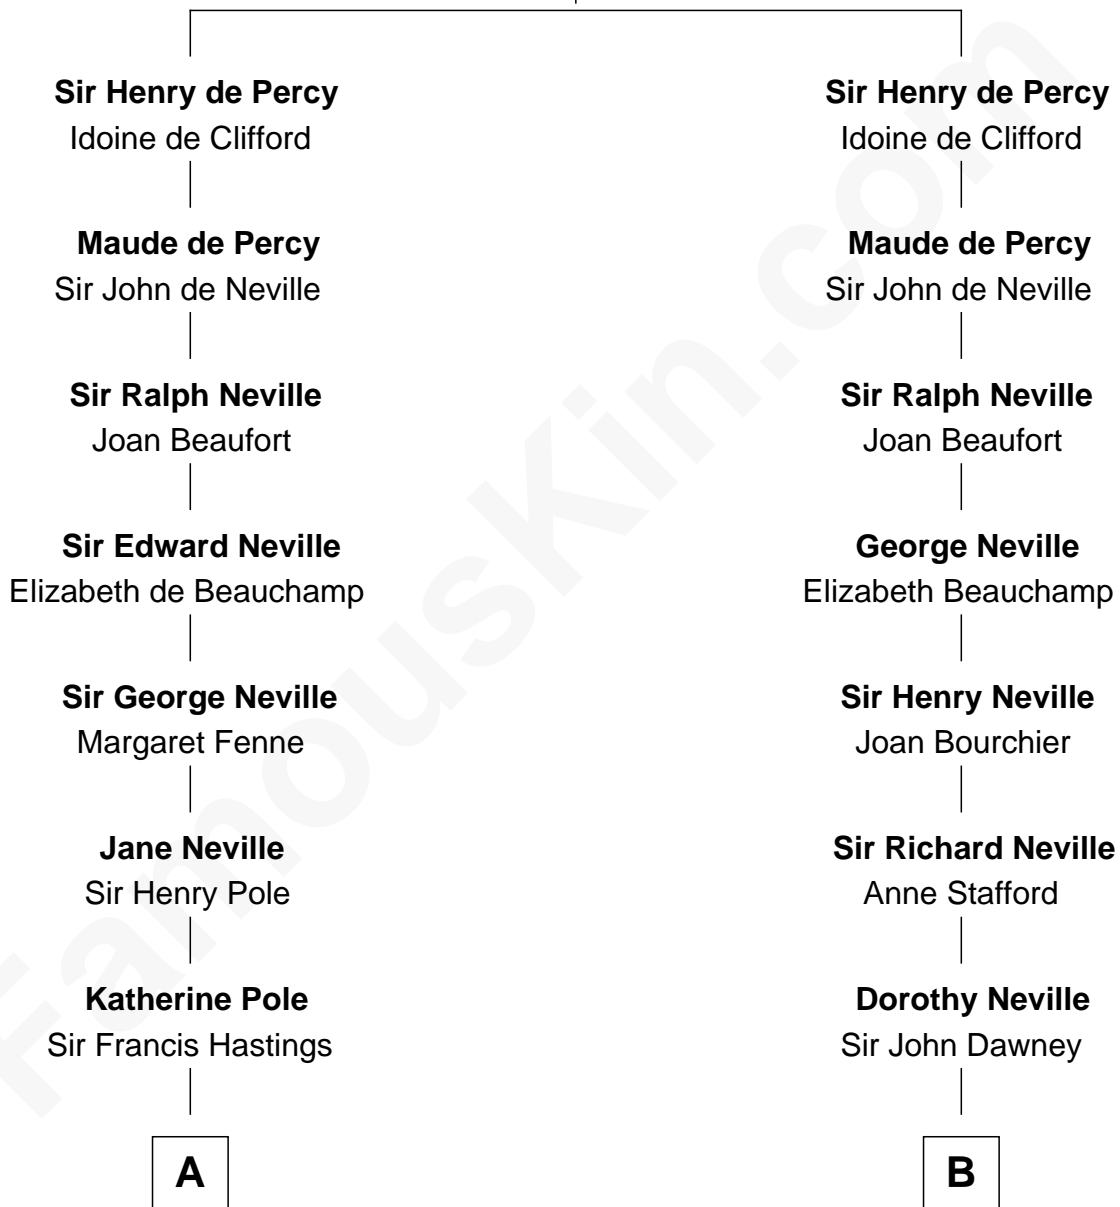 Sir Henry de Percy
Idoine de Clifford
Maude de Percy
Sir John de Neville
Sir Ralph Neville
Joan Beaufort
Sir Edward Neville
Elizabeth de Beauchamp
Sir George Neville
Margaret Fenne
Jane Neville
Sir Henry Pole
Katherine Pole
Sir Francis Hastings
A
Sir Henry de Percy
Idoine de Clifford
Maude de Percy
Sir John de Neville
Sir Ralph Neville
Joan Beaufort
George Neville
Elizabeth Beauchamp
Sir Henry Neville
Joan Bourchier
Sir Richard Neville
Anne Stafford
Dorothy Neville
Sir John Dawney
B
FamousKin.com